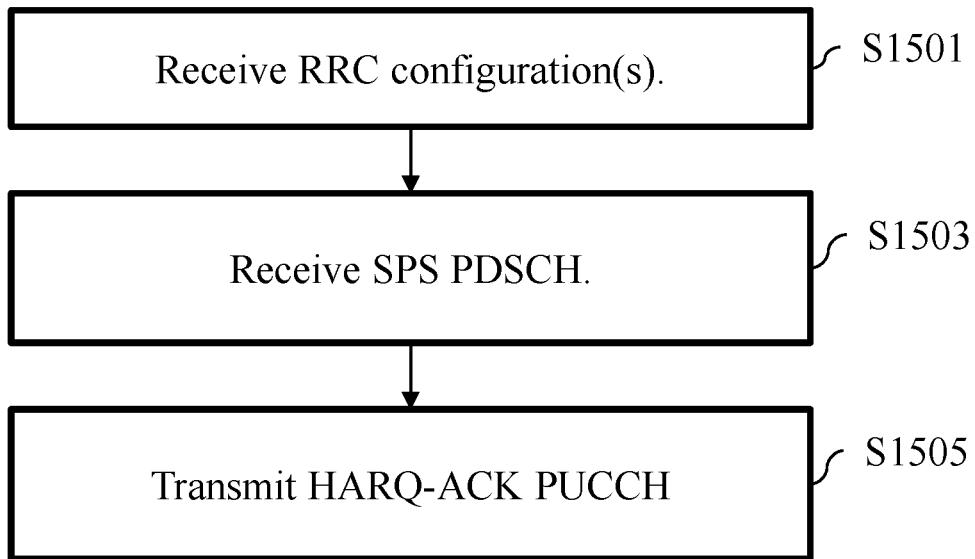 Receive RRC configuration(s).
S1501
Receive SPS PDSCH.
S1503
Transmit HARQ-ACK PUCCH
S1505